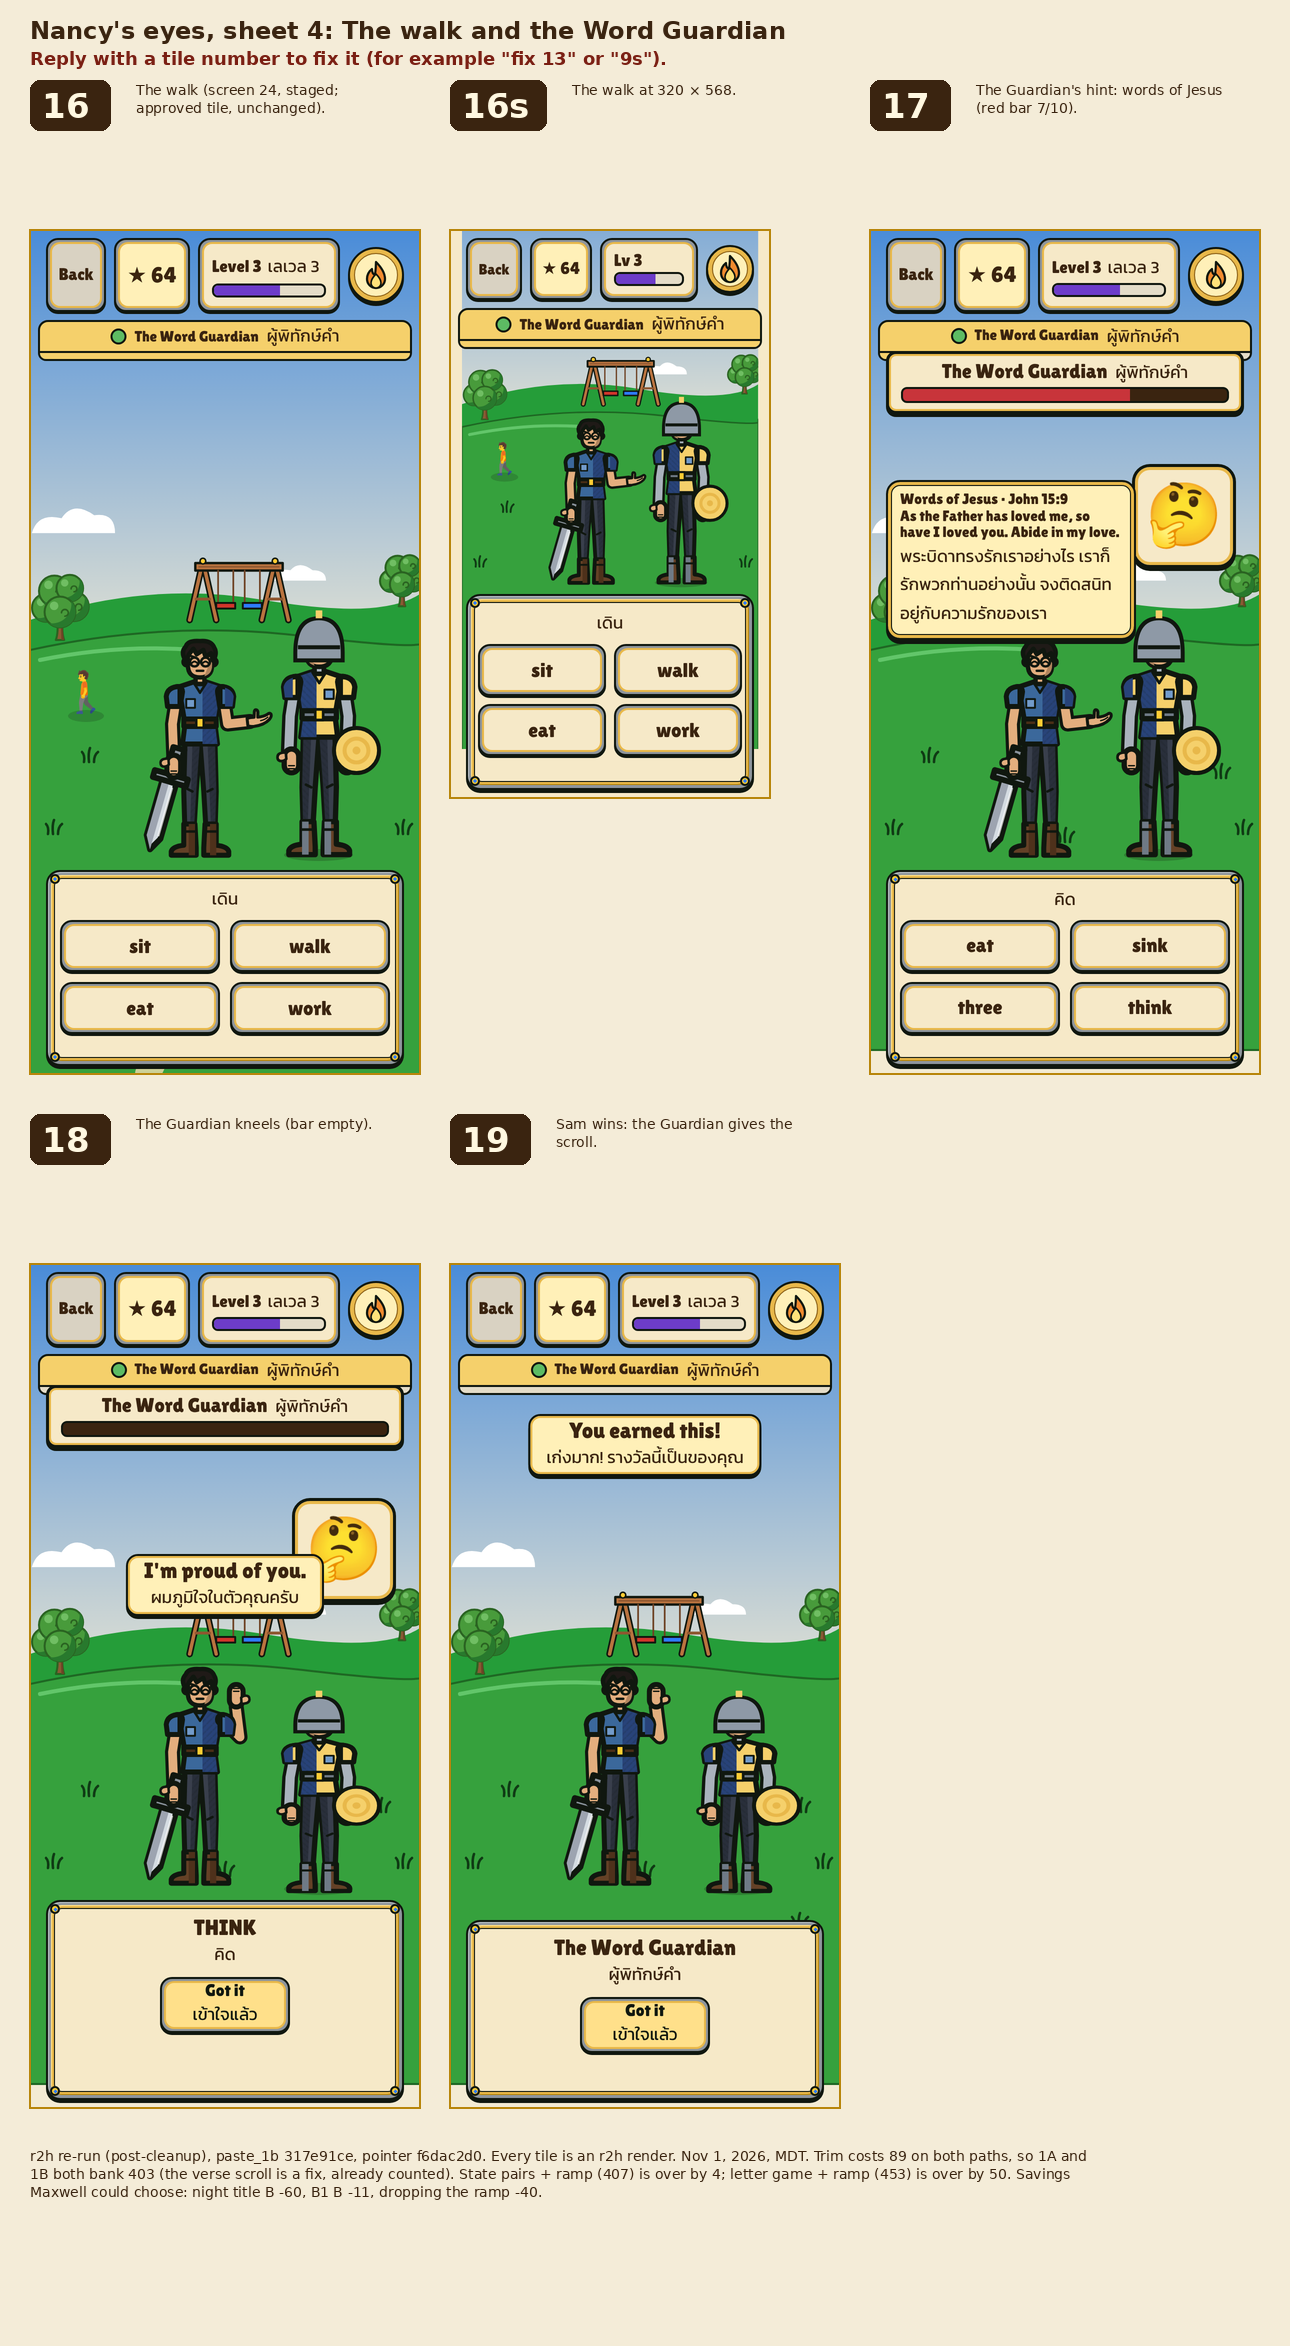 Nancy's eyes, sheet 4: The walk and the Word Guardian
Reply with a tile number to fix it (for example "fix 13" or "9s").
16
The walk (screen 24, staged;
approved tile, unchanged).
16s
The walk at 320 × 568.
17
The Guardian's hint: words of Jesus
(red bar 7/10).
Back
★ 64
Level 3 เลเวล 3
The Word Guardian ผู้พิทักษ์คำ
เดิน
sit
walk
eat
work
Back
★ 64
Lv 3
The Word Guardian ผู้พิทักษ์คำ
เดิน
sit
walk
eat
work
Back
★ 64
Level 3 เลเวล 3
The Word Guardian ผู้พิทักษ์คำ
The Word Guardian ผู้พิทักษ์คำ
Words of Jesus · John 15:9
As the Father has loved me, so
have I loved you. Abide in my love.
พระบิดาทรงรักเราอย่างไร เราก็
รักพวกท่านอย่างนั้น จงติดสนิท
อยู่กับความรักของเรา
คิด
eat
sink
three
think
18
The Guardian kneels (bar empty).
19
Sam wins: the Guardian gives the
scroll.
Back
★ 64
Level 3 เลเวล 3
The Word Guardian ผู้พิทักษ์คำ
The Word Guardian ผู้พิทักษ์คำ
I'm proud of you.
ผมภูมิใจในตัวคุณครับ
THINK
คิด
Got it
เข้าใจแล้ว
Back
★ 64
Level 3 เลเวล 3
The Word Guardian ผู้พิทักษ์คำ
You earned this!
เก่งมาก! รางวัลนี้เป็นของคุณ
The Word Guardian
ผู้พิทักษ์คำ
Got it
เข้าใจแล้ว
r2h re-run (post-cleanup), paste_1b 317e91ce, pointer f6dac2d0. Every tile is an r2h render. Nov 1, 2026, MDT. Trim costs 89 on both paths, so 1A and
1B both bank 403 (the verse scroll is a fix, already counted). State pairs + ramp (407) is over by 4; letter game + ramp (453) is over by 50. Savings
Maxwell could choose: night title B -60, B1 B -11, dropping the ramp -40.